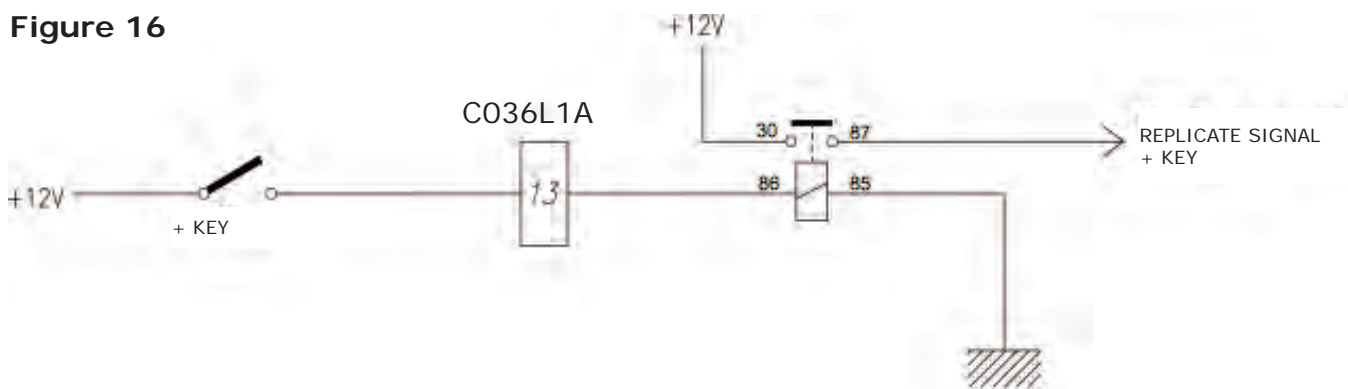 Figure 16
+12V
C036L1A
30
87
REPLICATE SIGNAL
+ KEY
+12V
13
86
85
+ KEY